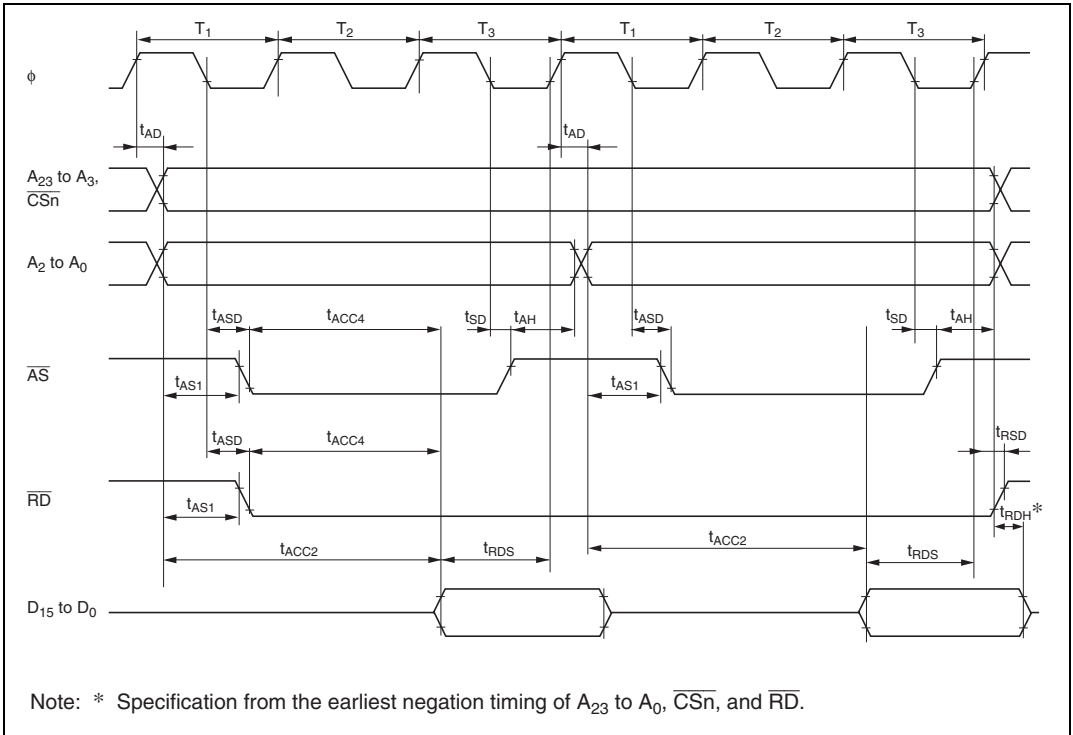 T1 T2 T3 T1 T2 T3
ϕ
tAD tAD
A23 to A3,
CSn
A2 to A0
tASD tACC4 tSD tAH tASD tSD tAH
AS
tAS1 tAS1
tASD tACC4 tRSD
RD
tAS1 tRDH*
tACC2 tRDS tACC2 tRDS
D15 to D0
Note: * Specification from the earliest negation timing of A23 to A0, CSn, and RD.